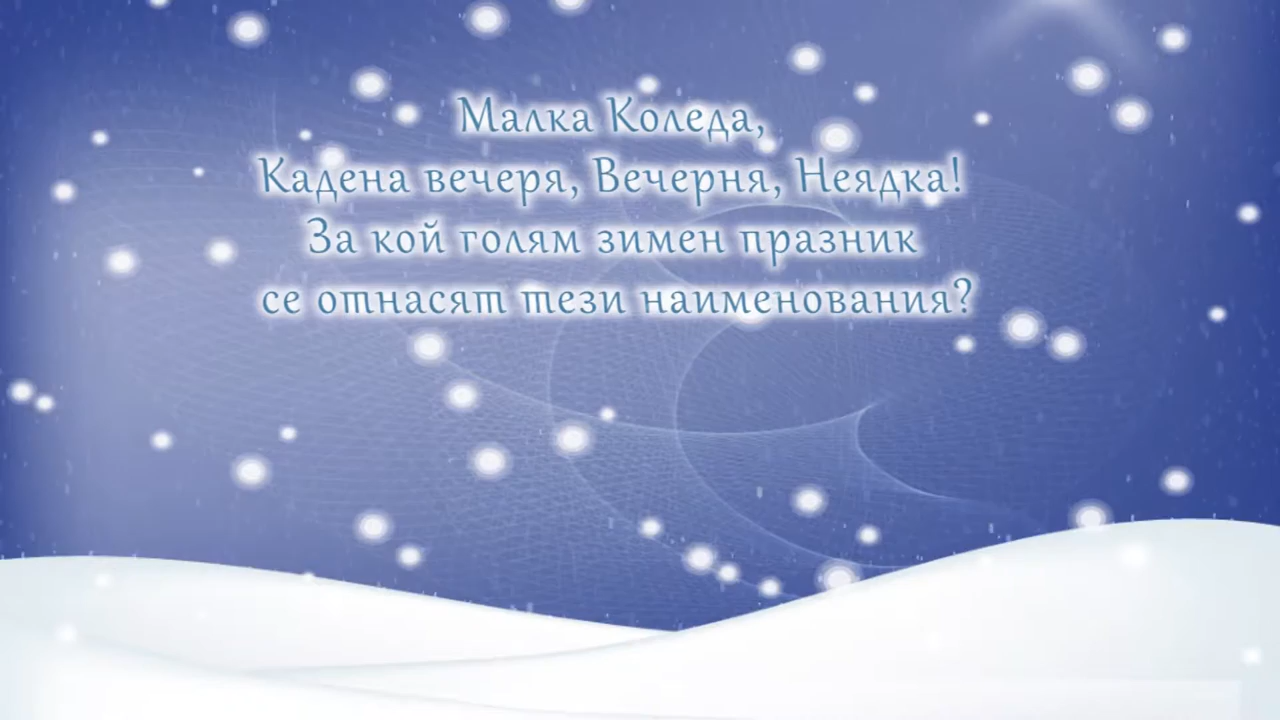 Малка Коледа,
Кадена вечеря, Вечерня, Неядка!
За кой голям зимен празник
се отнасят тези наименования?